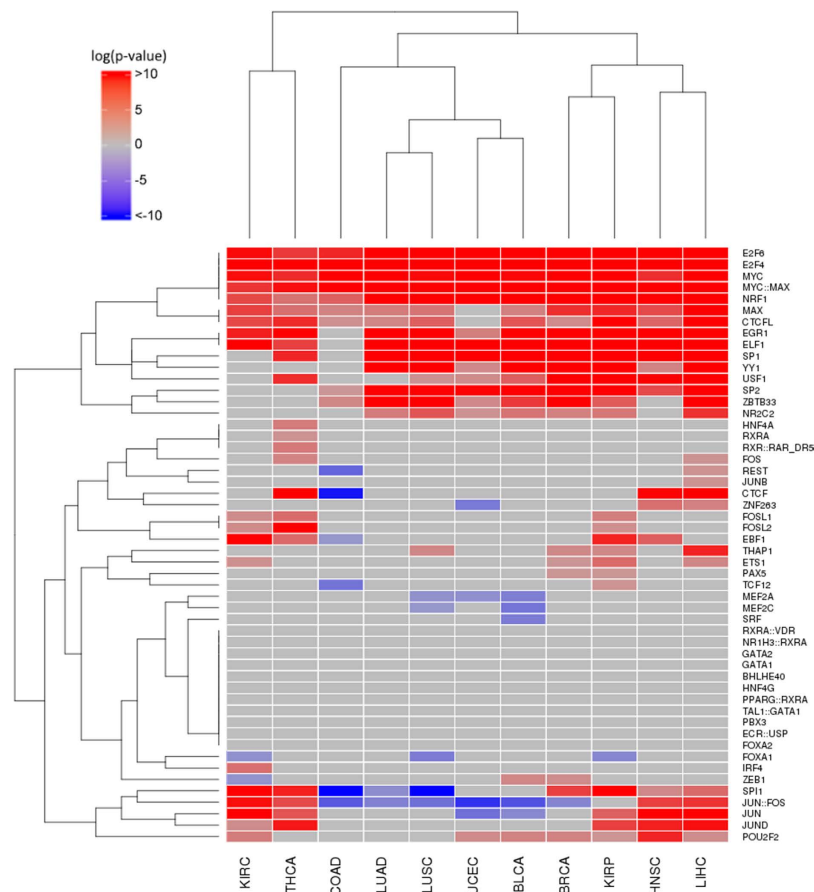 log(p-value)
>10
5
0
-5
<-10
E2F6
E2F4
MYC
MYC::MAX
NRF1
MAX
CTCFL
EGR1
ELF1
SP1
YY1
USF1
SP2
ZBTB33
NR2C2
HNF4A
RXRA
RXR::RAR_DR5
FOS
REST
JUNB
CTCF
ZNF263
FOSL1
FOSL2
EBF1
THAP1
ETS1
PAX5
TCF12
MEF2A
MEF2C
SRF
RXRA::VDR
NR1H3::RXRA
GATA2
GATA1
BHLHE40
HNF4G
PPARG::RXRA
TAL1::GATA1
PBX3
ECR::USP
FOXA2
FOXA1
IRF4
ZEB1
SPI1
JUN::FOS
JUN
JUND
POU2F2
KIRC
THCA
COAD
LUAD
LUSC
UCEC
BLCA
BRCA
KIRP
HNSC
LIHC